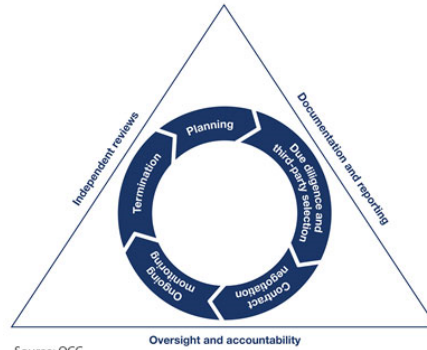 Independent reviews
Documentation and reporting
Planning
Due diligence and
third-party selection
Contract
negotiation
Ongoing
monitoring
Termination
Oversight and accountability